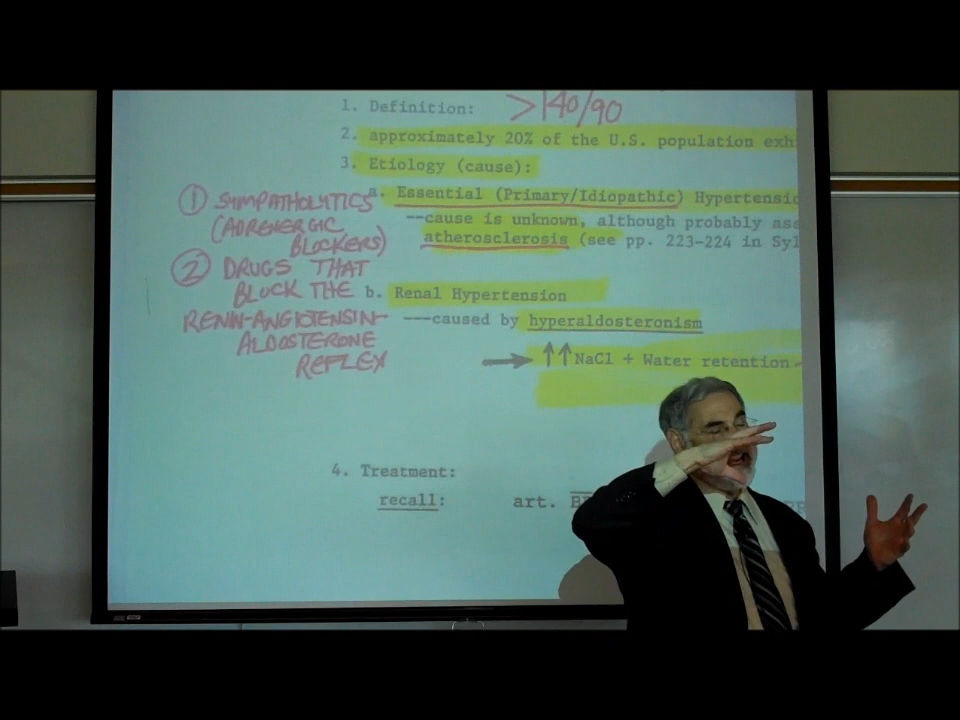 1. Definition: >140/90
2. approximately 20% of the U.S. population exh
3. Etiology (cause):
a. Essential (Primary/Idiopathic) Hypertensio
--cause is unknown, although probably ass
atherosclerosis (see pp. 223-224 in Syl
① SYMPATHOLYTICS
(ADRENERGIC
BLOCKERS)
② DRUGS THAT
BLOCK THE
RENIN-ANGIOTENSIN-
ALDOSTERONE
REFLEX
b. Renal Hypertension
---caused by hyperaldosteronism
→ ↑↑NaCl + Water retention
4. Treatment:
recall: art.